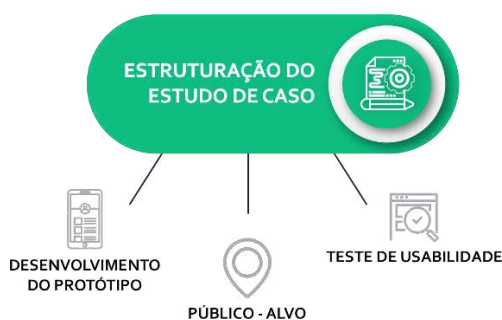 ESTRUTURAÇÃO DO
ESTUDO DE CASO
DESENVOLVIMENTO
DO PROTÓTIPO
PÚBLICO - ALVO
TESTE DE USABILIDADE